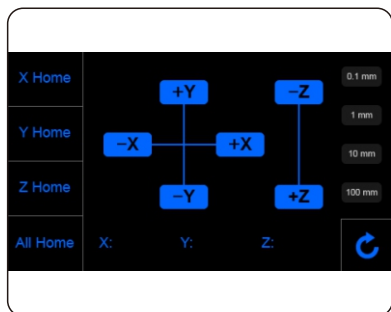 X Home
Y Home
Z Home
All Home
+Y
−X
+X
−Y
−Z
+Z
0.1 mm
1 mm
10 mm
100 mm
X:
Y:
Z: